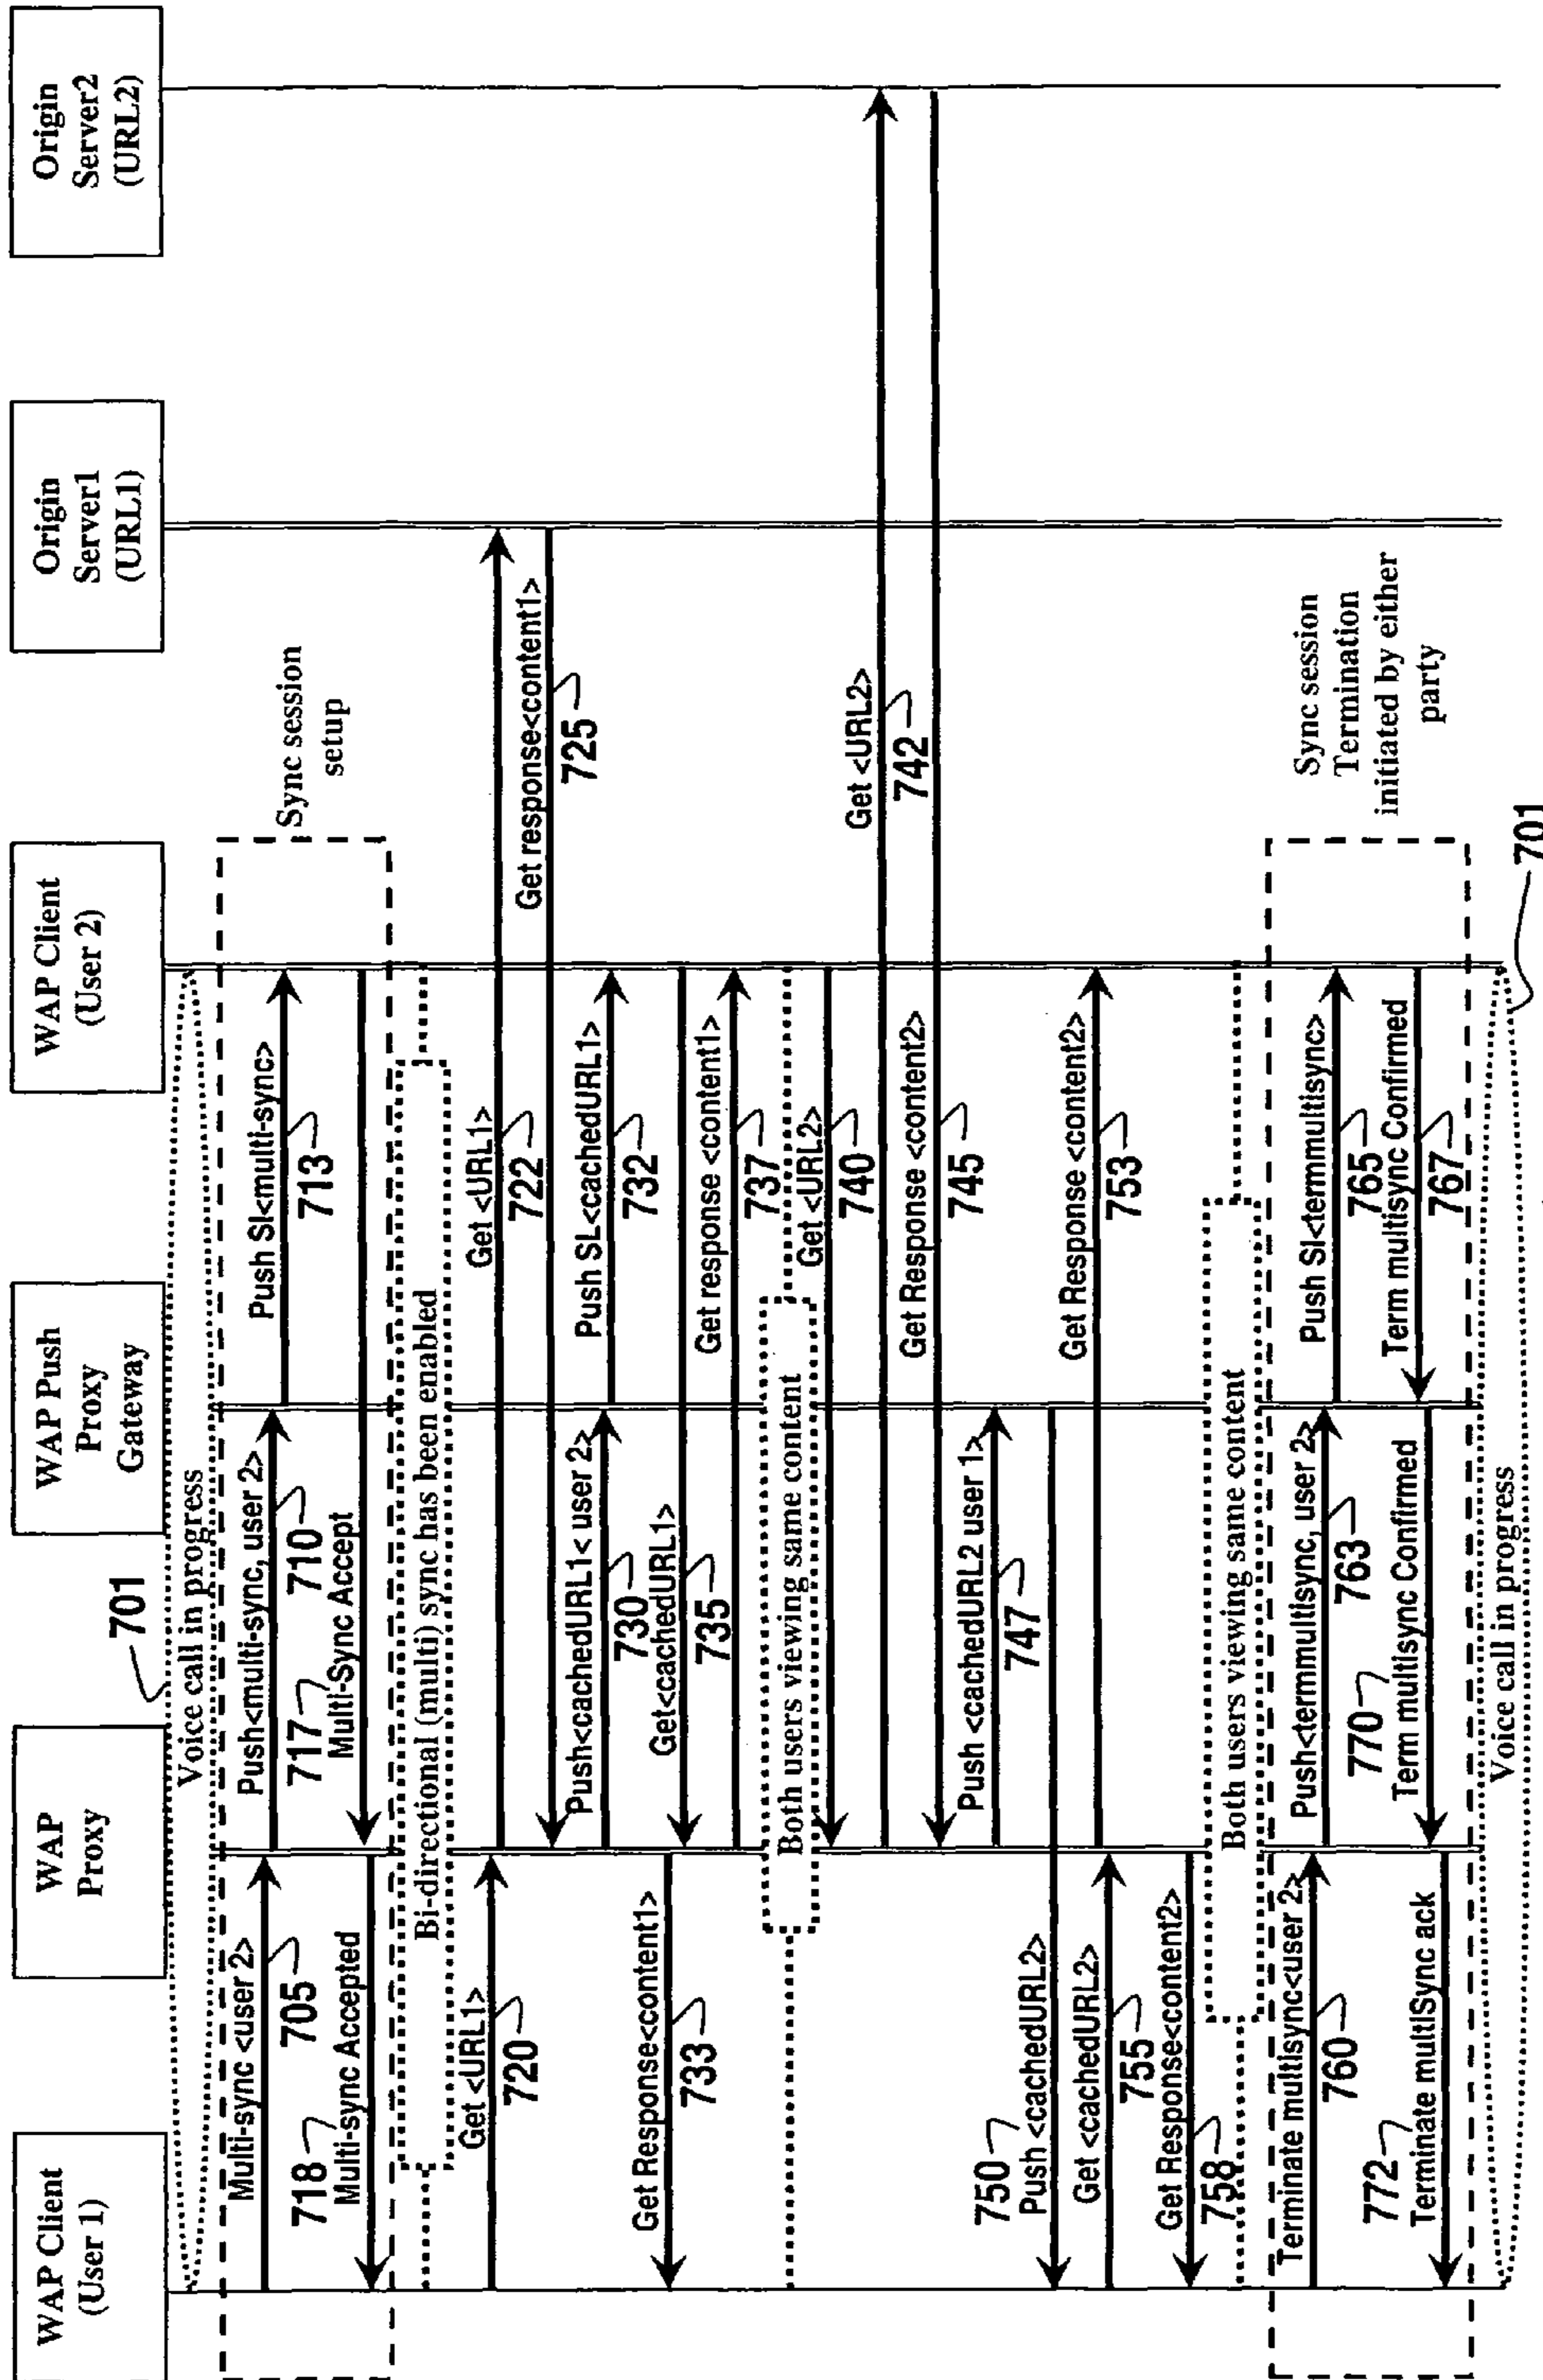 WAP Client
(User 1)
WAP
Proxy
WAP Push
Proxy
Gateway
WAP Client
(User 2)
Origin
Server1
(URL1)
Origin
Server2
(URL2)
701
Voice call in progress
Multi-sync <user 2>
705
Push<multi-sync, user 2>
710
Push SI<multi-sync>
713
Sync session
setup
717
Multi-Sync Accept
718
Multi-sync Accepted
Bi-directional (multi) sync has been enabled
Get <URL1>
720
Get <URL1>
722
Get response<content1>
725
Push<cachedURL1< user 2>
730
Push SL<cachedURL1>
732
Get Response<content1>
733
Get<cachedURL1>
735
Get response <content1>
737
Both users viewing same content
Get <URL2>
740
Get <URL2>
742
Get Response <content2>
745
Push <cachedURL2 user 1>
747
750
Push <cachedURL2>
Get Response <content2>
753
Get <cachedURL2>
755
Get Response<content2>
758
Both users viewing same content
Terminate multisync<user 2>
760
Push<termmultisync, user 2>
763
Push SI<termmultisync>
765
Term multisync Confirmed
767
770
Term multisync Confirmed
772
Terminate multiSync ack
Sync session
Termination
initiated by either
party
Voice call in progress
701